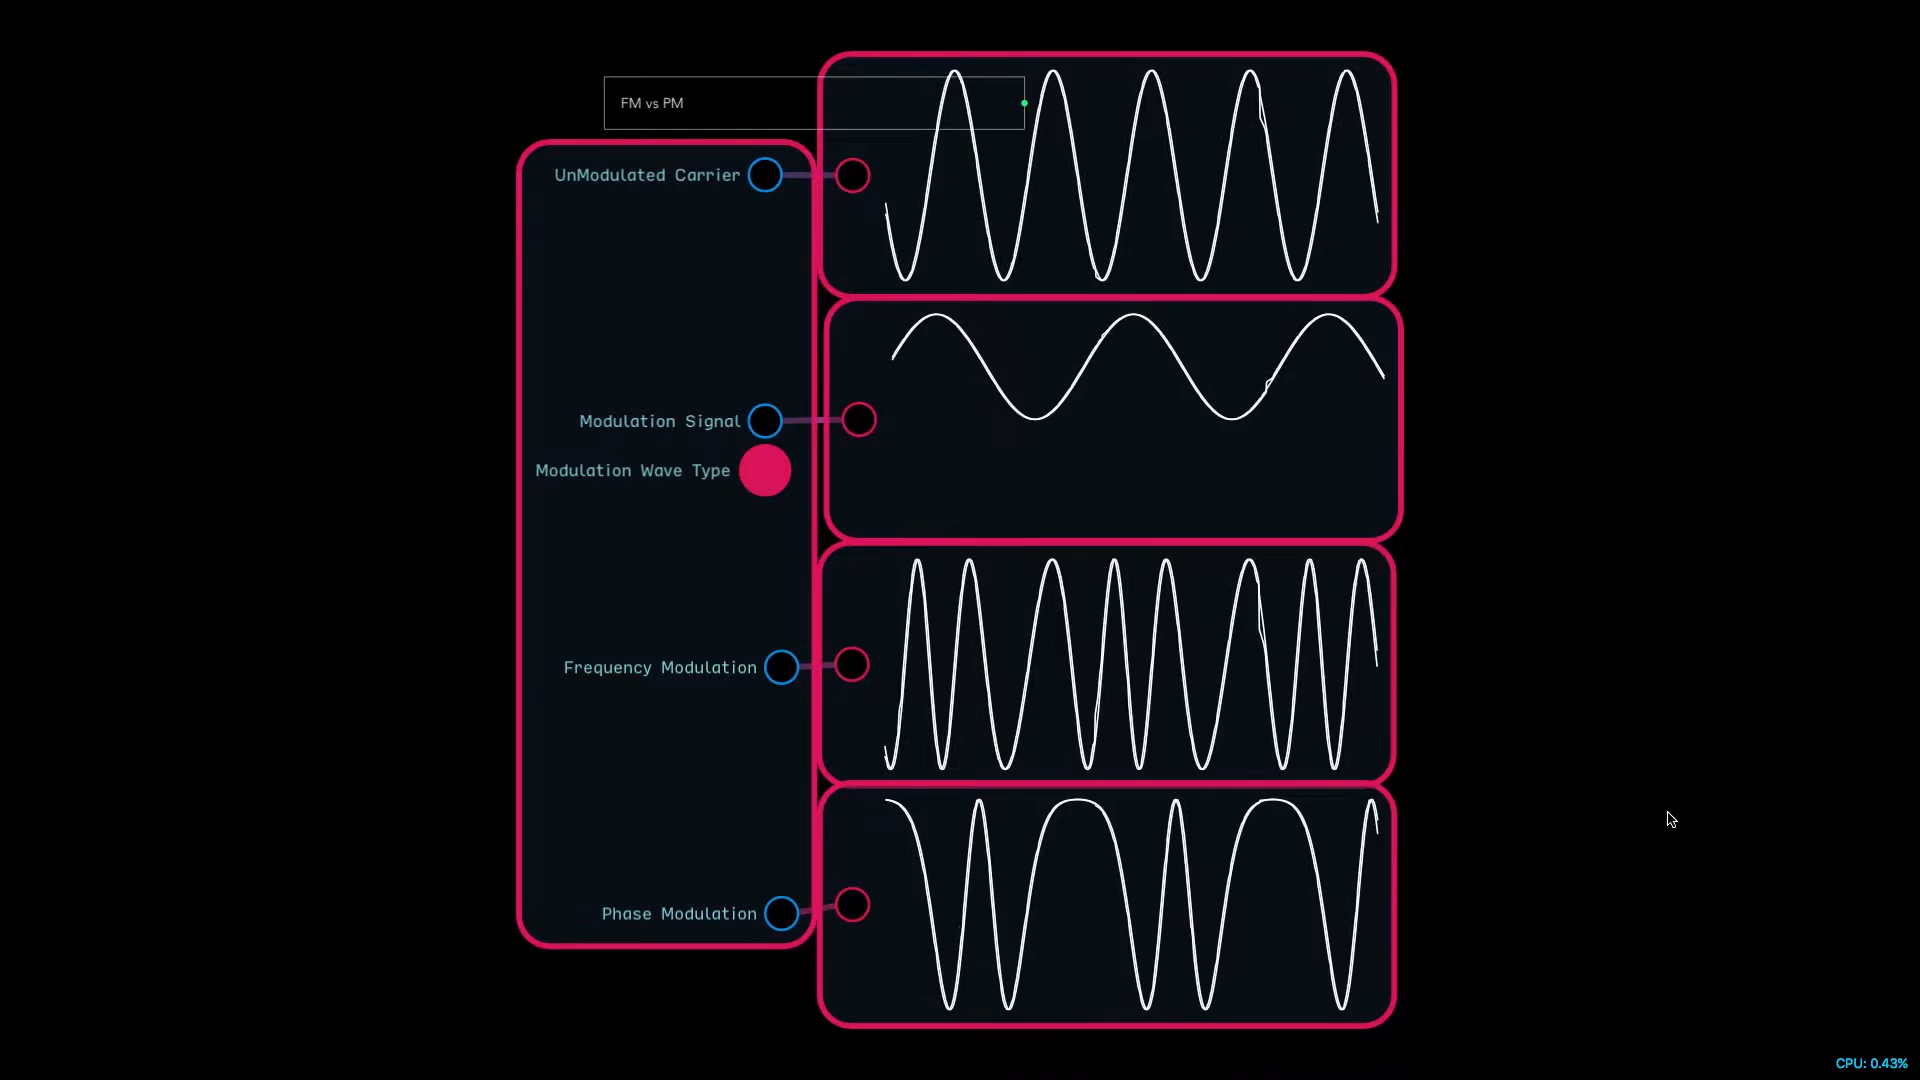 FM vs PM
UnModulated Carrier
Modulation Signal
Modulation Wave Type
Frequency Modulation
Phase Modulation
CPU: 0.43%